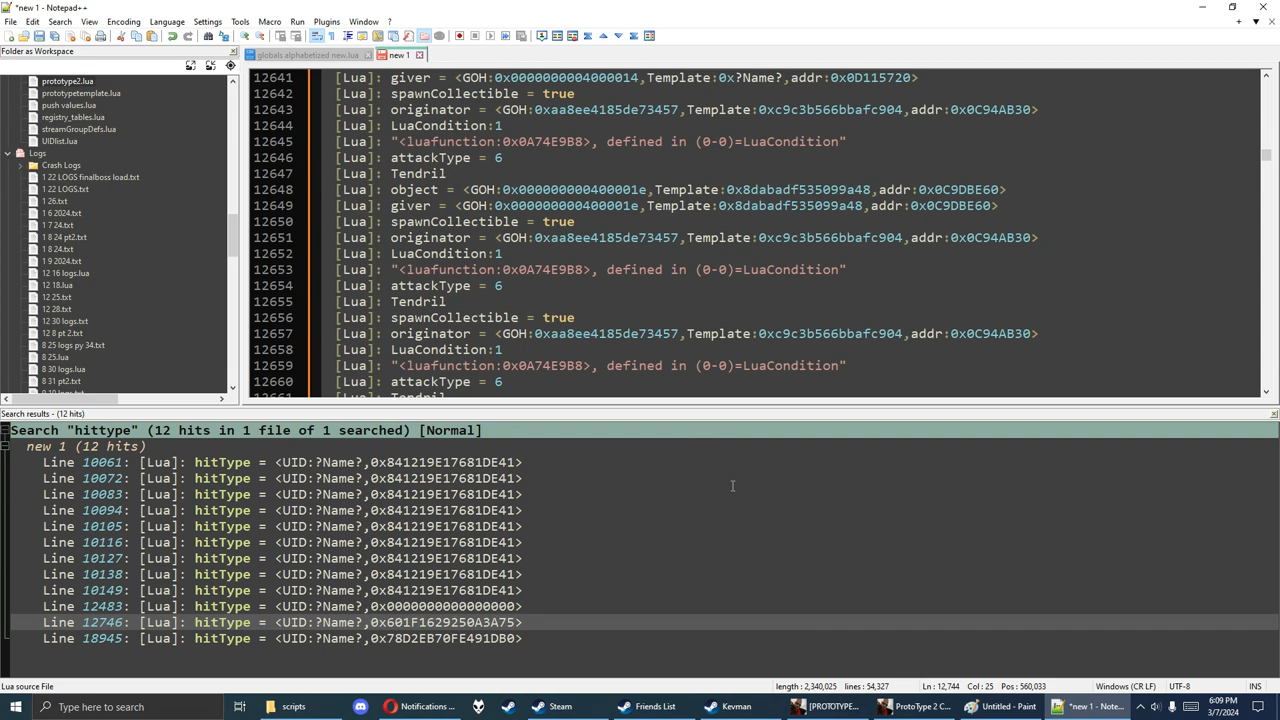 *new 1 - Notepad++
File Edit Search View Encoding Language Settings Tools Macro Run Plugins Window ?
Folder as Workspace
globals alphabetized new.lua new 1
prototype2.lua
prototypetemplate.lua
push values.lua
registry_tables.lua
streamGroupDefs.lua
UIDlist.lua
Logs
Crash Logs
1 22 LOGS finalboss load.txt
1 22 LOGS.txt
1 26.txt
1 6 2024.txt
1 7 24.txt
1 8 24 pt2.txt
1 8 24.txt
1 9 2024.txt
12 16 logs.lua
12 18.lua
12 25.txt
12 28.txt
12 30 logs.txt
12 8 pt 2.txt
8 25 logs py 34.txt
8 25.lua
8 30 logs.lua
8 31 pt2.txt
12641 [Lua]: giver = <GOH:0x0000000004000014,Template:0x?Name?,addr:0x0D115720>
12642 [Lua]: spawnCollectible = true
12643 [Lua]: originator = <GOH:0xaa8ee4185de73457,Template:0xc9c3b566bbafc904,addr:0x0C94AB30>
12644 [Lua]: LuaCondition:1
12645 [Lua]: "<luafunction:0x0A74E9B8>, defined in (0-0)=LuaCondition"
12646 [Lua]: attackType = 6
12647 [Lua]: Tendril
12648 [Lua]: object = <GOH:0x000000000400001e,Template:0x8dabadf535099a48,addr:0x0C9DBE60>
12649 [Lua]: giver = <GOH:0x000000000400001e,Template:0x8dabadf535099a48,addr:0x0C9DBE60>
12650 [Lua]: spawnCollectible = true
12651 [Lua]: originator = <GOH:0xaa8ee4185de73457,Template:0xc9c3b566bbafc904,addr:0x0C94AB30>
12652 [Lua]: LuaCondition:1
12653 [Lua]: "<luafunction:0x0A74E9B8>, defined in (0-0)=LuaCondition"
12654 [Lua]: attackType = 6
12655 [Lua]: Tendril
12656 [Lua]: spawnCollectible = true
12657 [Lua]: originator = <GOH:0xaa8ee4185de73457,Template:0xc9c3b566bbafc904,addr:0x0C94AB30>
12658 [Lua]: LuaCondition:1
12659 [Lua]: "<luafunction:0x0A74E9B8>, defined in (0-0)=LuaCondition"
12660 [Lua]: attackType = 6
12661 [Lua]: Tendril
Search results - (12 hits)
Search "hittype" (12 hits in 1 file of 1 searched) [Normal]
new 1 (12 hits)
Line 10061: [Lua]: hitType = <UID:?Name?,0x841219E17681DE41>
Line 10072: [Lua]: hitType = <UID:?Name?,0x841219E17681DE41>
Line 10083: [Lua]: hitType = <UID:?Name?,0x841219E17681DE41>
Line 10094: [Lua]: hitType = <UID:?Name?,0x841219E17681DE41>
Line 10105: [Lua]: hitType = <UID:?Name?,0x841219E17681DE41>
Line 10116: [Lua]: hitType = <UID:?Name?,0x841219E17681DE41>
Line 10127: [Lua]: hitType = <UID:?Name?,0x841219E17681DE41>
Line 10138: [Lua]: hitType = <UID:?Name?,0x841219E17681DE41>
Line 10149: [Lua]: hitType = <UID:?Name?,0x841219E17681DE41>
Line 12483: [Lua]: hitType = <UID:?Name?,0x0000000000000000>
Line 12746: [Lua]: hitType = <UID:?Name?,0x601F1629250A3A75>
Line 18945: [Lua]: hitType = <UID:?Name?,0x78D2EB70FE491DB0>
Lua source File length : 2,340,025 lines : 54,327 Ln : 12,744 Col : 25 Pos : 560,033 Windows (CR LF) UTF-8 INS
Type here to search scripts Notifications ... Steam Friends List Kevman [PROTOTYPE... ProtoType 2 C... Untitled - Paint *new 1 - Note... 6:09 PM
3/7/2024